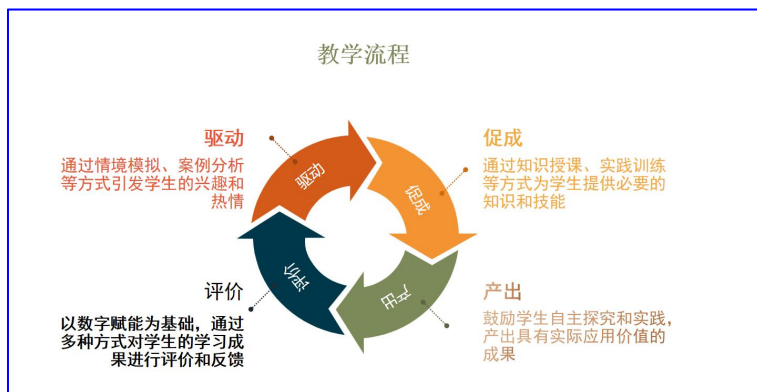 教学流程
驱动
通过情境模拟、案例分析
等方式引发学生的兴趣和
热情
促成
通过知识授课、实践训练
等方式为学生提供必要的
知识和技能
驱动
促成
产出
评价
评价
以数字赋能为基础，通过
多种方式对学生的学习成
果进行评价和反馈
产出
鼓励学生自主探究和实践，
产出具有实际应用价值的
成果